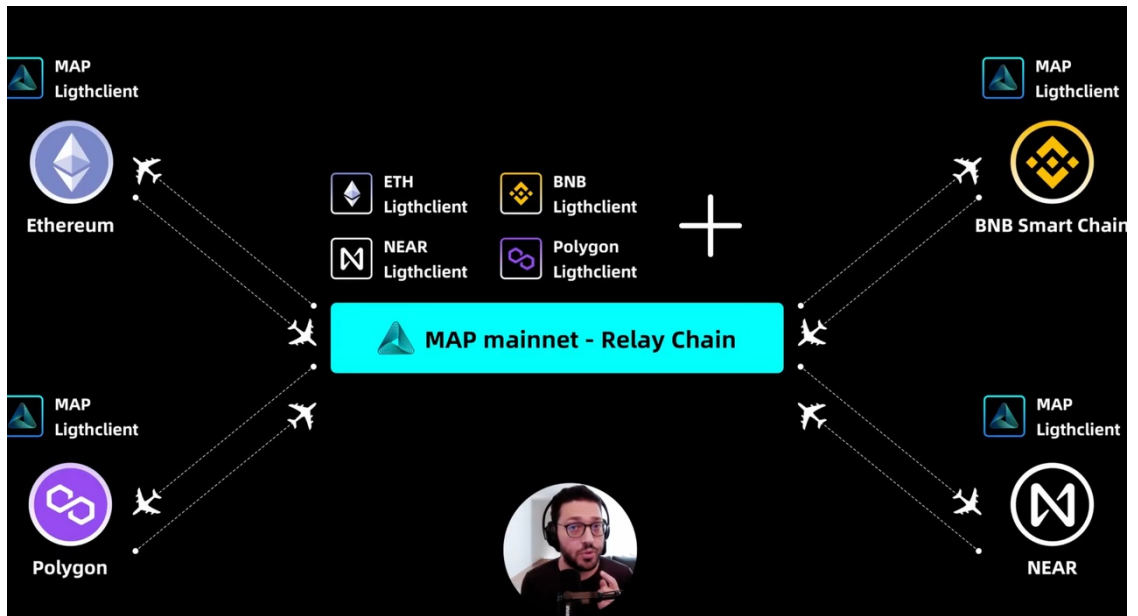 MAP
Ligthclient
Ethereum
ETH
Ligthclient
BNB
Ligthclient
NEAR
Ligthclient
Polygon
Ligthclient
MAP
Ligthclient
BNB Smart Chain
MAP mainnet - Relay Chain
MAP
Ligthclient
Polygon
MAP
Ligthclient
NEAR